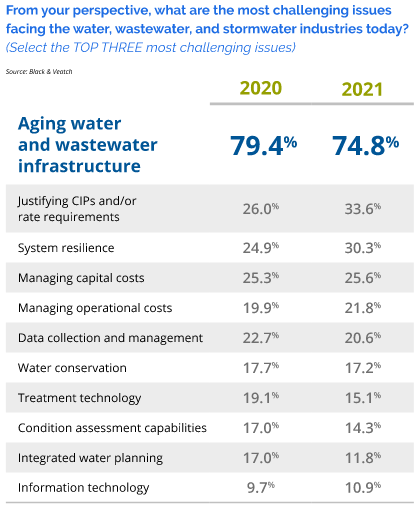 From your perspective, what are the most challenging issues
facing the water, wastewater, and stormwater industries today?
(Select the TOP THREE most challenging issues)
Source: Black & Veatch
2020 2021
Aging water
and wastewater
infrastructure
79.4% 74.8%
Justifying CIPs and/or
rate requirements
26.0% 33.6%
System resilience 24.9% 30.3%
Managing capital costs 25.3% 25.6%
Managing operational costs 19.9% 21.8%
Data collection and management 22.7% 20.6%
Water conservation 17.7% 17.2%
Treatment technology 19.1% 15.1%
Condition assessment capabilities 17.0% 14.3%
Integrated water planning 17.0% 11.8%
Information technology 9.7% 10.9%